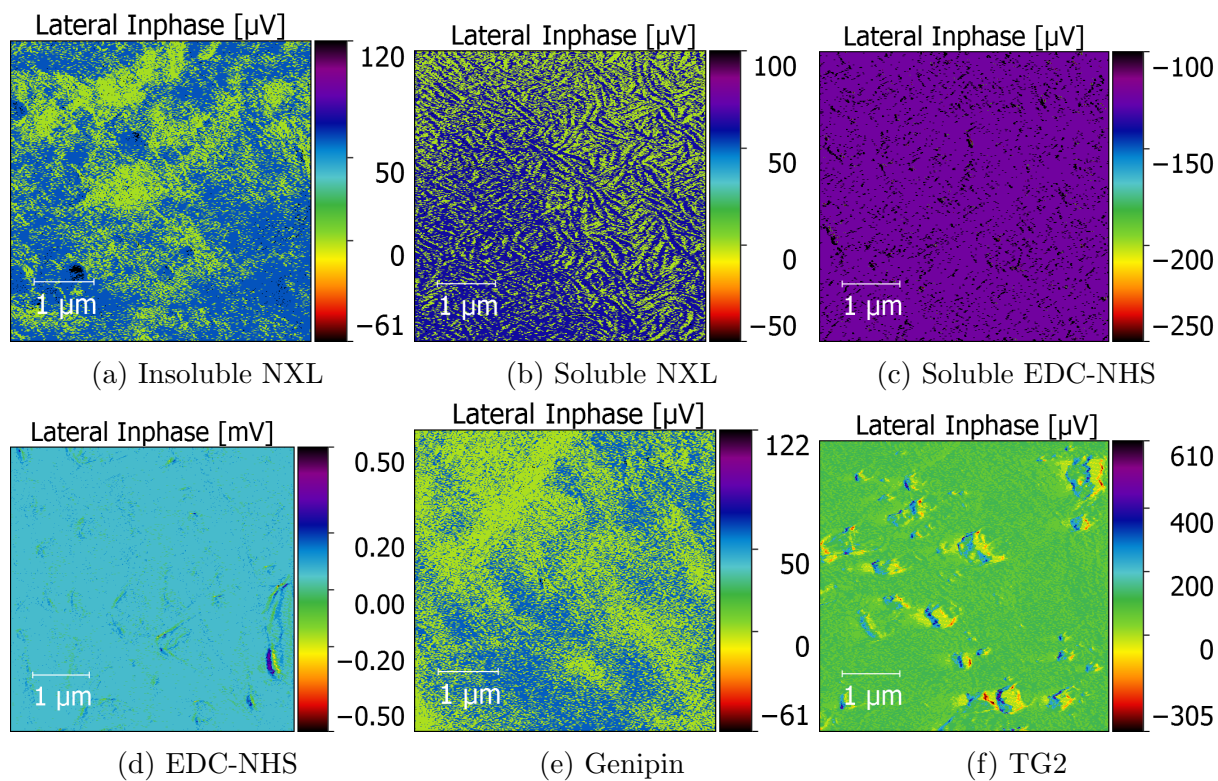 Lateral Inphase [µV]
120
50
0
−61
1 µm
(a) Insoluble NXL
Lateral Inphase [µV]
100
50
0
−50
1 µm
(b) Soluble NXL
Lateral Inphase [µV]
−100
−150
−200
−250
1 µm
(c) Soluble EDC-NHS
Lateral Inphase [mV]
0.50
0.20
0.00
−0.20
−0.50
1 µm
(d) EDC-NHS
Lateral Inphase [µV]
122
50
0
−61
1 µm
(e) Genipin
Lateral Inphase [µV]
610
400
200
0
−305
1 µm
(f) TG2